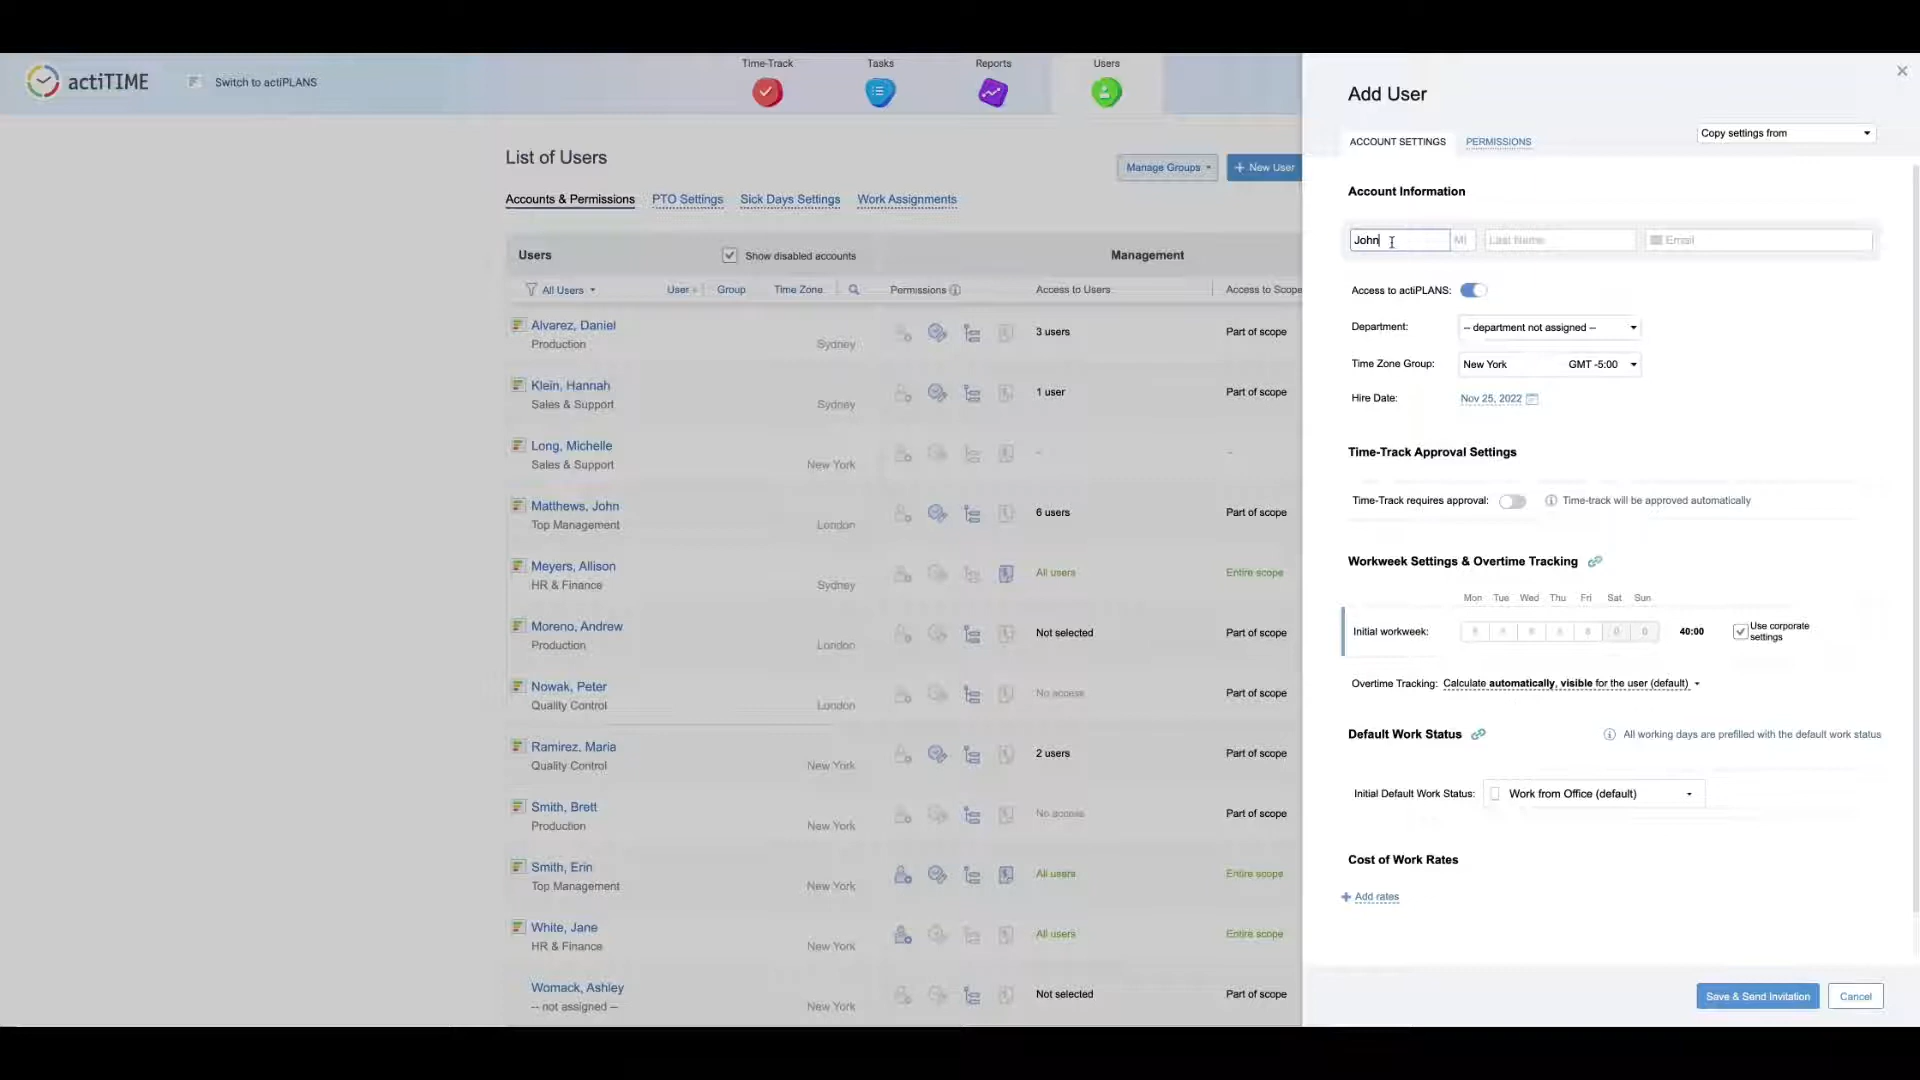 actiTIME
Switch to actiPLANS
Time-Track
Tasks
Reports
Users
List of Users
Manage Groups
+ New User
Accounts & Permissions
PTO Settings
Sick Days Settings
Work Assignments
Users
Show disabled accounts
Management
All Users
User
Group
Time Zone
Permissions
Access to Users
Access to Scope
Alvarez, Daniel
3 users
Part of scope
Production
Sydney
Klein, Hannah
1 user
Part of scope
Sales & Support
Sydney
Long, Michelle
-
-
Sales & Support
New York
Matthews, John
6 users
Part of scope
Top Management
London
Meyers, Allison
All users
Entire scope
HR & Finance
Sydney
Moreno, Andrew
Not selected
Part of scope
Production
London
Nowak, Peter
No access
Part of scope
Quality Control
London
Ramirez, Maria
2 users
Part of scope
Quality Control
New York
Smith, Brett
No access
Part of scope
Production
New York
Smith, Erin
All users
Entire scope
Top Management
New York
White, Jane
All users
Entire scope
HR & Finance
New York
Womack, Ashley
Not selected
Part of scope
-- not assigned --
New York
Add User
ACCOUNT SETTINGS
PERMISSIONS
Copy settings from
Account Information
John
MI
Last Name
Email
Access to actiPLANS:
Department:
-- department not assigned --
Time Zone Group:
New York
GMT -5:00
Hire Date:
Nov 25, 2022
Time-Track Approval Settings
Time-Track requires approval:
Time-track will be approved automatically
Workweek Settings & Overtime Tracking
Mon Tue Wed Thu Fri Sat Sun
Initial workweek:
8 8 8 8 8 0 0
40:00
Use corporate
settings
Overtime Tracking: Calculate automatically, visible for the user (default)
Default Work Status
All working days are prefilled with the default work status
Initial Default Work Status:
Work from Office (default)
Cost of Work Rates
+ Add rates
Save & Send Invitation
Cancel